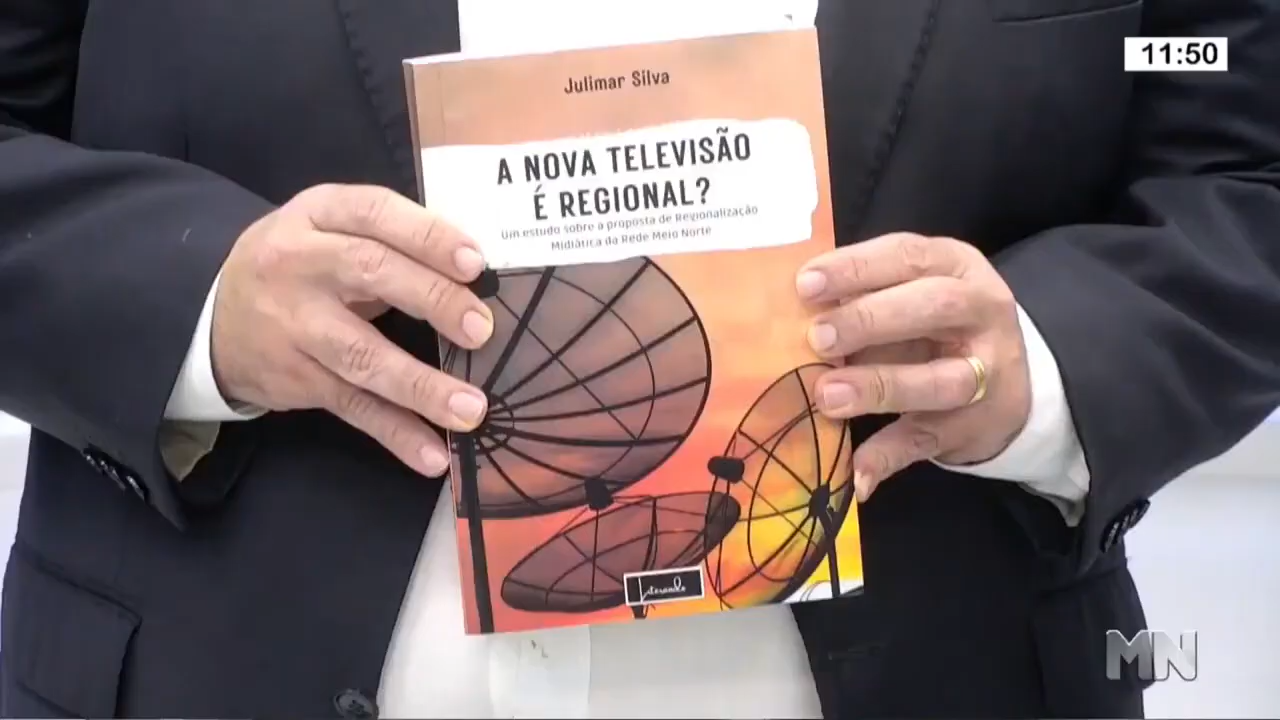 11:50
Julimar Silva
A NOVA TELEVISÃO
É REGIONAL?
Um estudo sobre a proposta de Regionalização
Midiática da Rede Meio Norte
Literando
MN